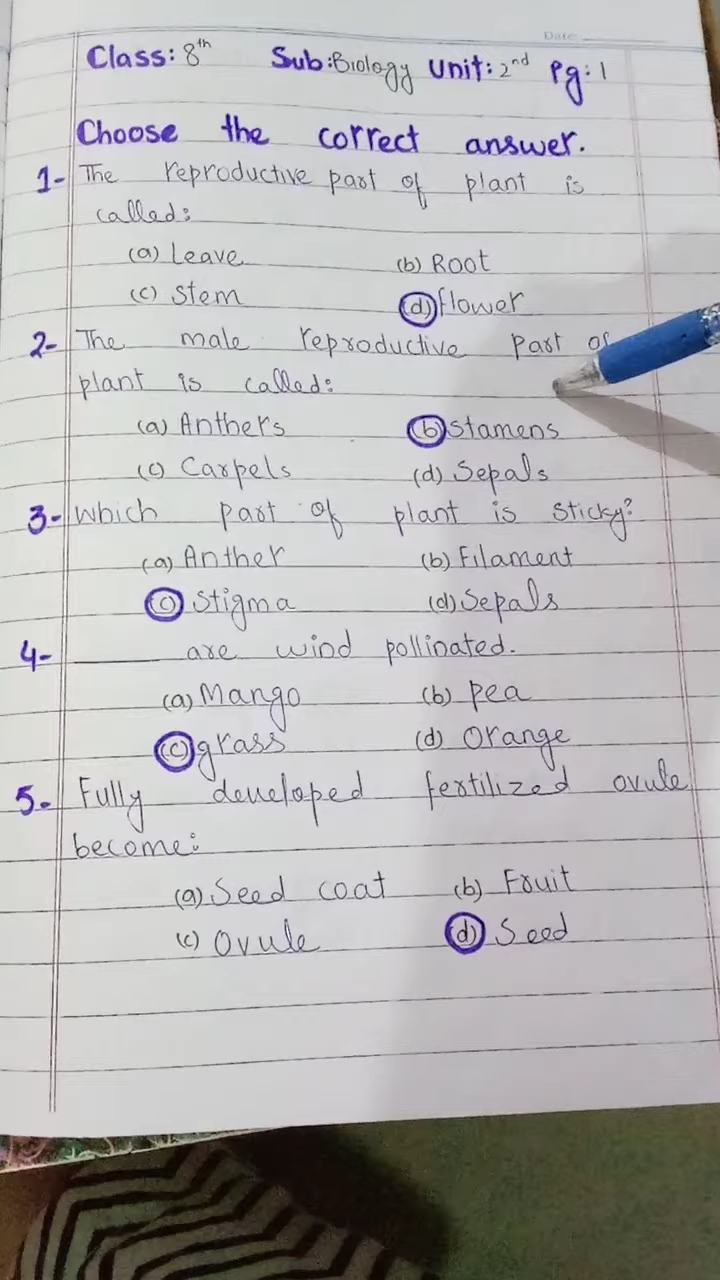 Date:
Class: 8th Sub: Biology Unit: 2nd Pg: 1
Choose the correct answer.
1- The reproductive part of plant is
called:
(a) Leave (b) Root
(c) Stem (d) flower
2- The male reproductive part of
plant is called:
(a) Anthers (b) Stamens
(c) Carpels (d) Sepals
3- Which part of plant is sticky?
(a) Anther (b) Filament
(c) Stigma (d) Sepals
4- ______ are wind pollinated.
(a) Mango (b) pea
(c) grass (d) Orange
5- Fully developed fertilized ovule
become:
(a) Seed coat (b) Fruit
(c) Ovule (d) Seed